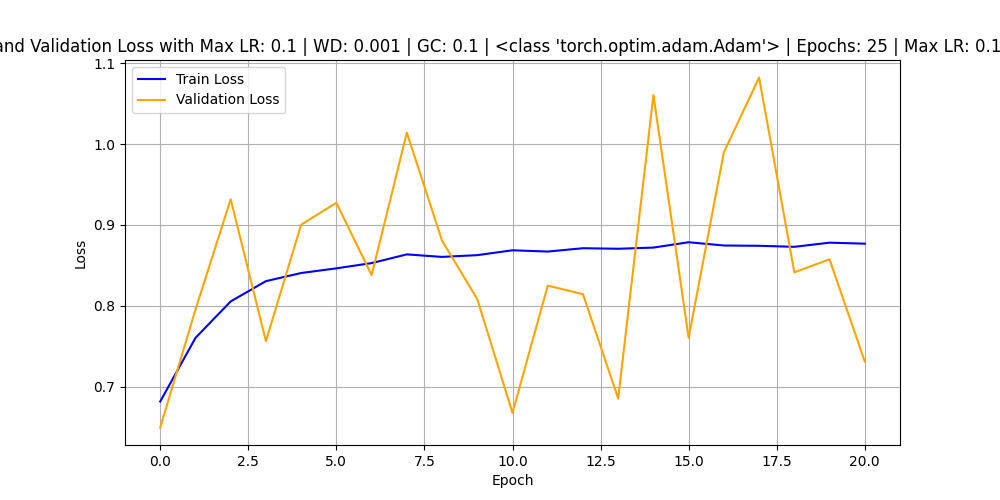 and Validation Loss with Max LR: 0.1 | WD: 0.001 | GC: 0.1 | <class 'torch.optim.adam.Adam'> | Epochs: 25 | Max LR: 0.1
Train Loss
Validation Loss
Loss
1.1
1.0
0.9
0.8
0.7
0.0 2.5 5.0 7.5 10.0 12.5 15.0 17.5 20.0
Epoch